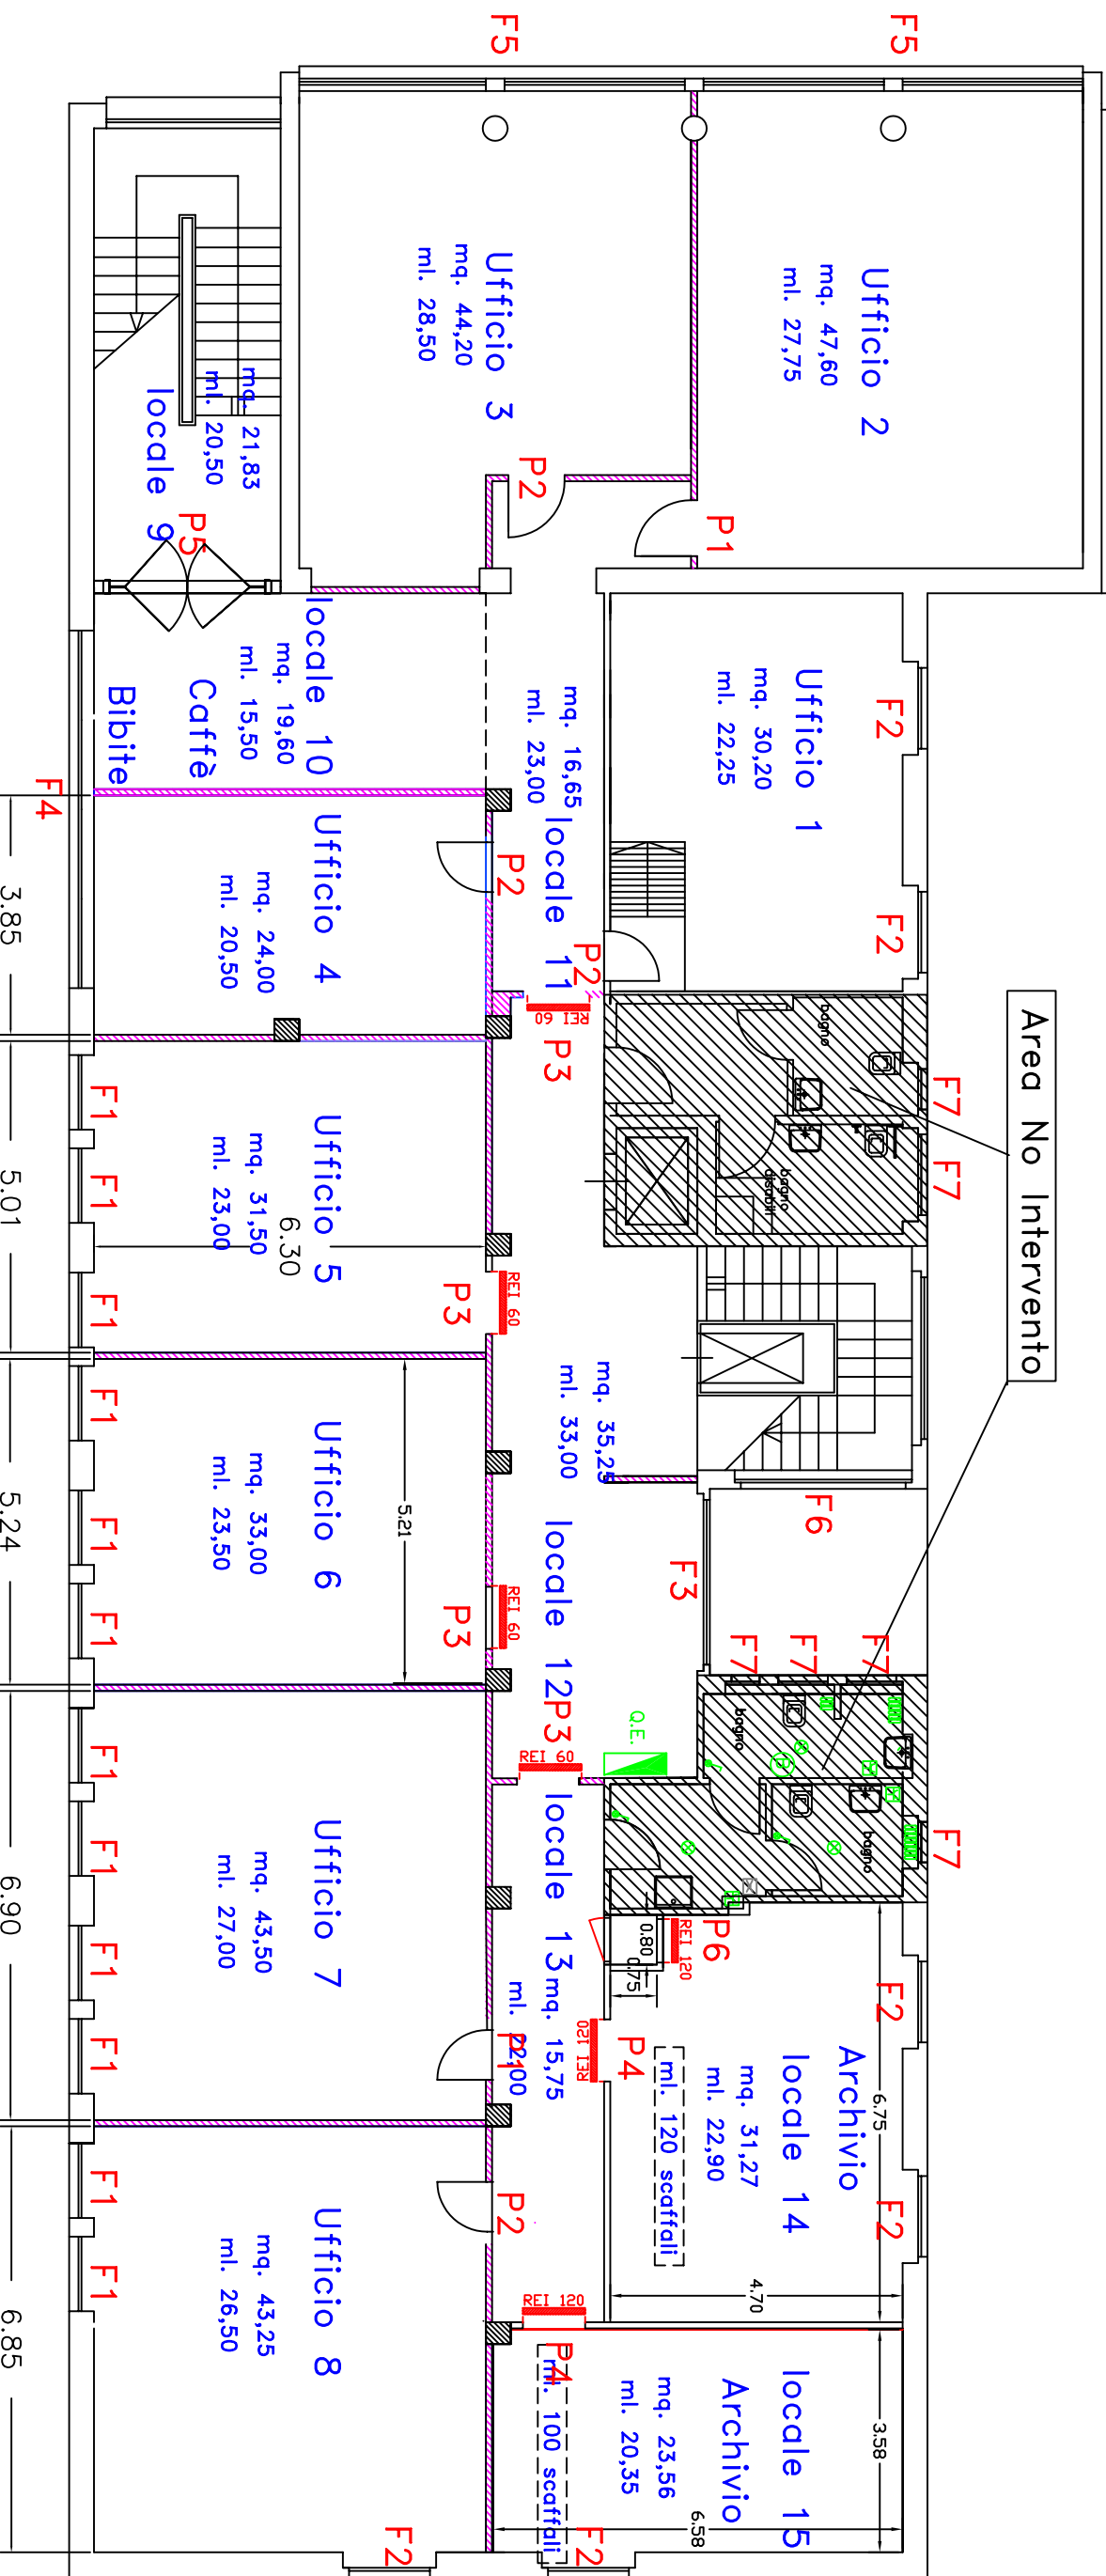 F5
F5
Ufficio 2
mq. 47,60
ml. 27,75
Ufficio 3
mq. 44,20
ml. 28,50
P2
P1
mq. 21,83
ml. 20,50
locale 9
P5
locale 10
mq. 19,60
ml. 15,50
Caffè
Bibite
F4
Ufficio 1
mq. 30,20
ml. 22,25
F2
F2
mq. 16,65
ml. 23,00
locale 11
P2
P2
REI 60
P3
Ufficio 4
mq. 24,00
ml. 20,50
3.85
Area No Intervento
bagno
bagno
disabili
F7
F7
Ufficio 5
mq. 31,50
ml. 23,00
6.30
REI 60
P3
F1
F1
F1
5.01
mq. 35,25
ml. 33,00
locale 12
F6
F3
Ufficio 6
mq. 33,00
ml. 23,50
5.21
REI 60
P3
F1
F1
F1
5.24
F7
F7
F7
F7
bagno
B
bagno
Q.E.
P3
REI 60
locale 13
mq. 15,75
ml. 22,00
P1
Ufficio 7
mq. 43,50
ml. 27,00
F1
F1
F1
F1
6.90
P6
REI 120
0.80
0.75
REI 120
P4
Archivio
locale 14
mq. 31,27
ml. 22,90
ml. 120 scaffali
6.75
4.70
F2
F2
P2
Ufficio 8
mq. 43,25
ml. 26,50
F1
F1
6.85
F2
REI 120
P4
locale 15
Archivio
mq. 23,56
ml. 20,35
ml. 100 scaffali
3.58
6.58
F2